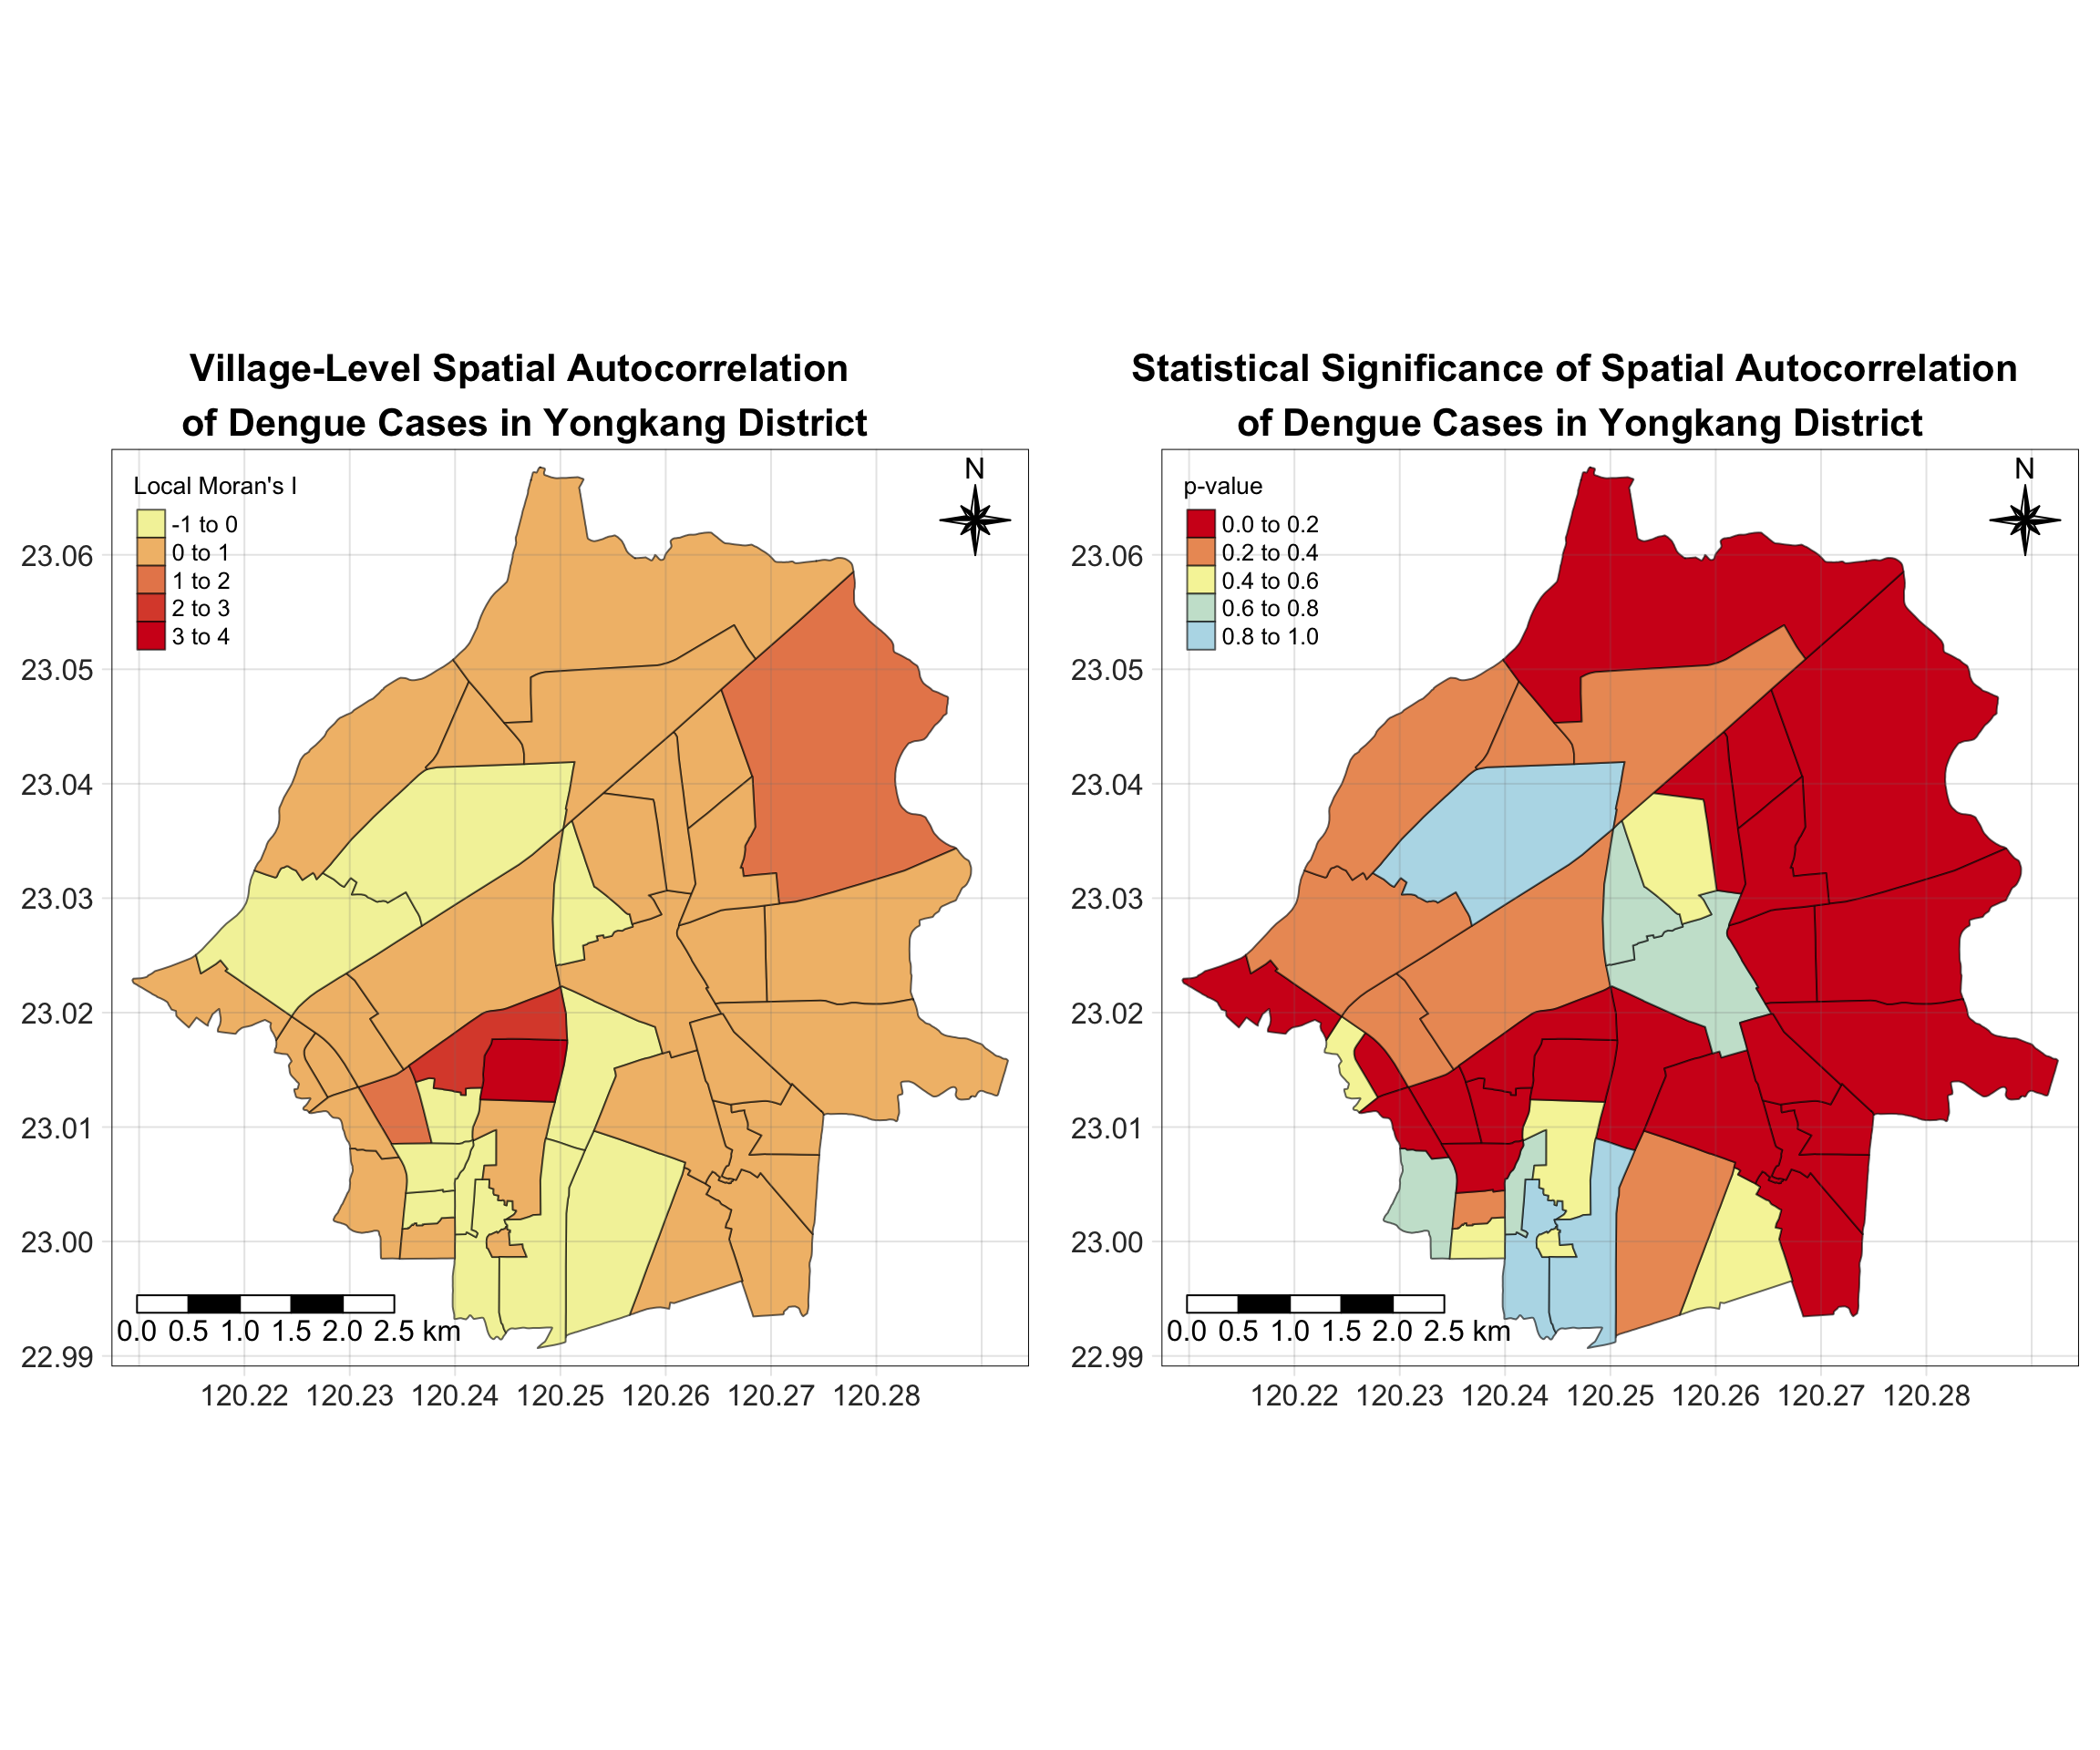 Village-Level Spatial Autocorrelation
of Dengue Cases in Yongkang District
Local Moran's I
-1 to 0
0 to 1
1 to 2
2 to 3
3 to 4
N
23.06
23.05
23.04
23.03
23.02
23.01
23.00
22.99
0.0 0.5 1.0 1.5 2.0 2.5 km
120.22 120.23 120.24 120.25 120.26 120.27 120.28
Statistical Significance of Spatial Autocorrelation
of Dengue Cases in Yongkang District
p-value
0.0 to 0.2
0.2 to 0.4
0.4 to 0.6
0.6 to 0.8
0.8 to 1.0
N
23.06
23.05
23.04
23.03
23.02
23.01
23.00
22.99
0.0 0.5 1.0 1.5 2.0 2.5 km
120.22 120.23 120.24 120.25 120.26 120.27 120.28